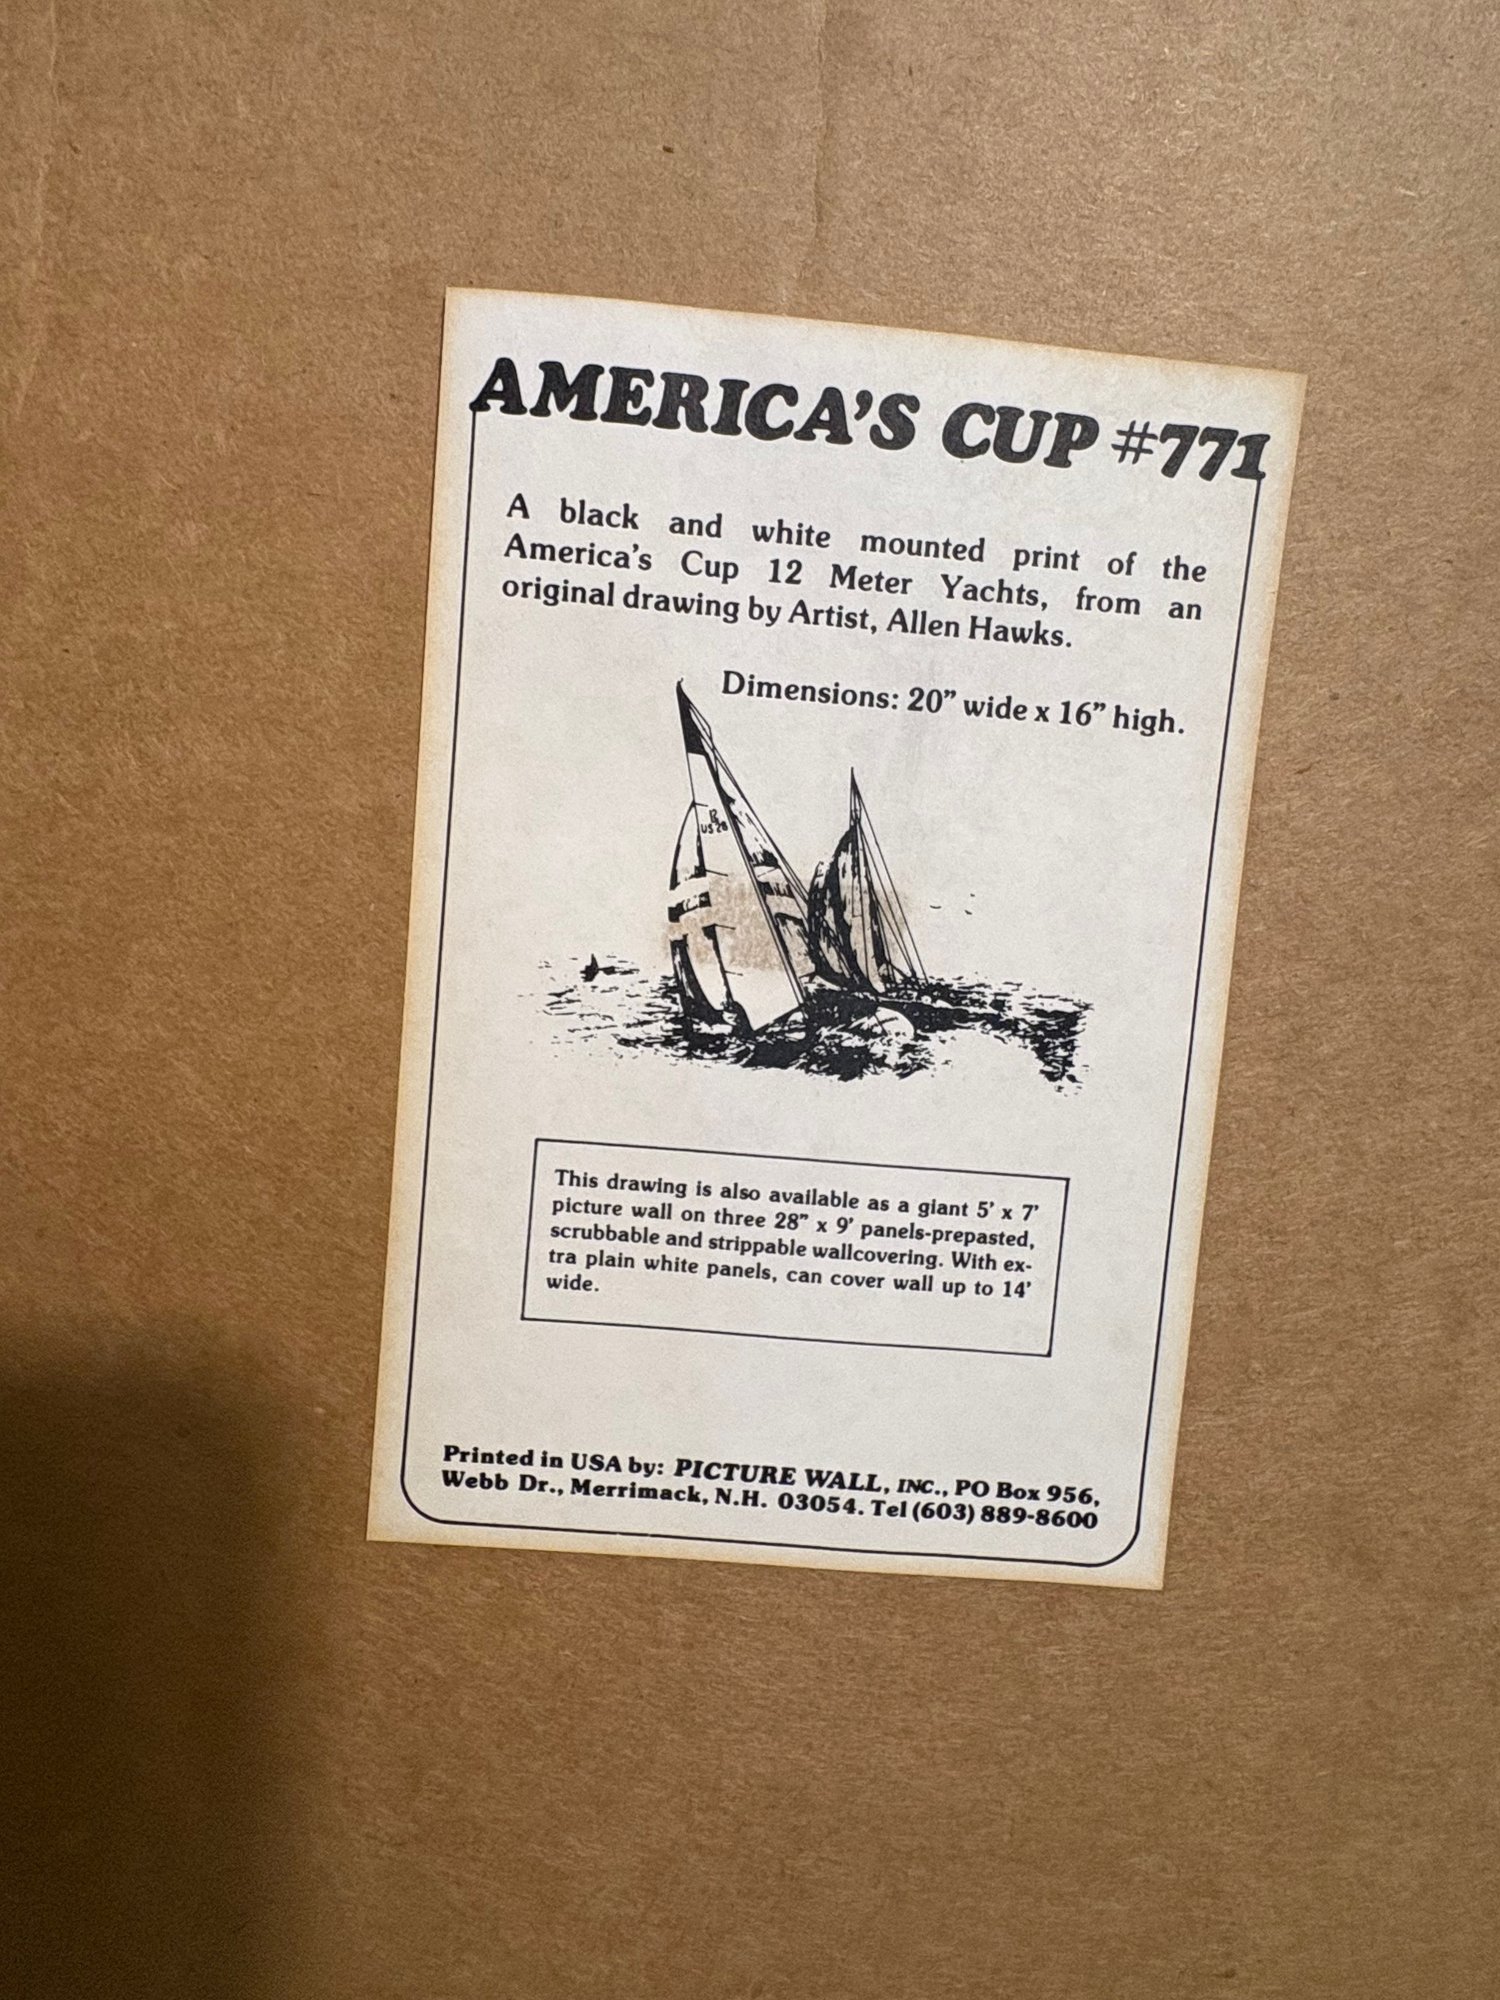 AMERICA'S CUP #771
A black and white mounted print of the
America's Cup 12 Meter Yachts, from an
original drawing by Artist, Allen Hawks.
Dimensions: 20” wide x 16” high.
12
US 28
This drawing is also available as a giant 5' x 7'
picture wall on three 28” x 9' panels-prepasted,
scrubbable and strippable wallcovering. With ex-
tra plain white panels, can cover wall up to 14'
wide.
Printed in USA by: PICTURE WALL, INC., PO Box 956,
Webb Dr., Merrimack, N.H. 03054. Tel (603) 889-8600